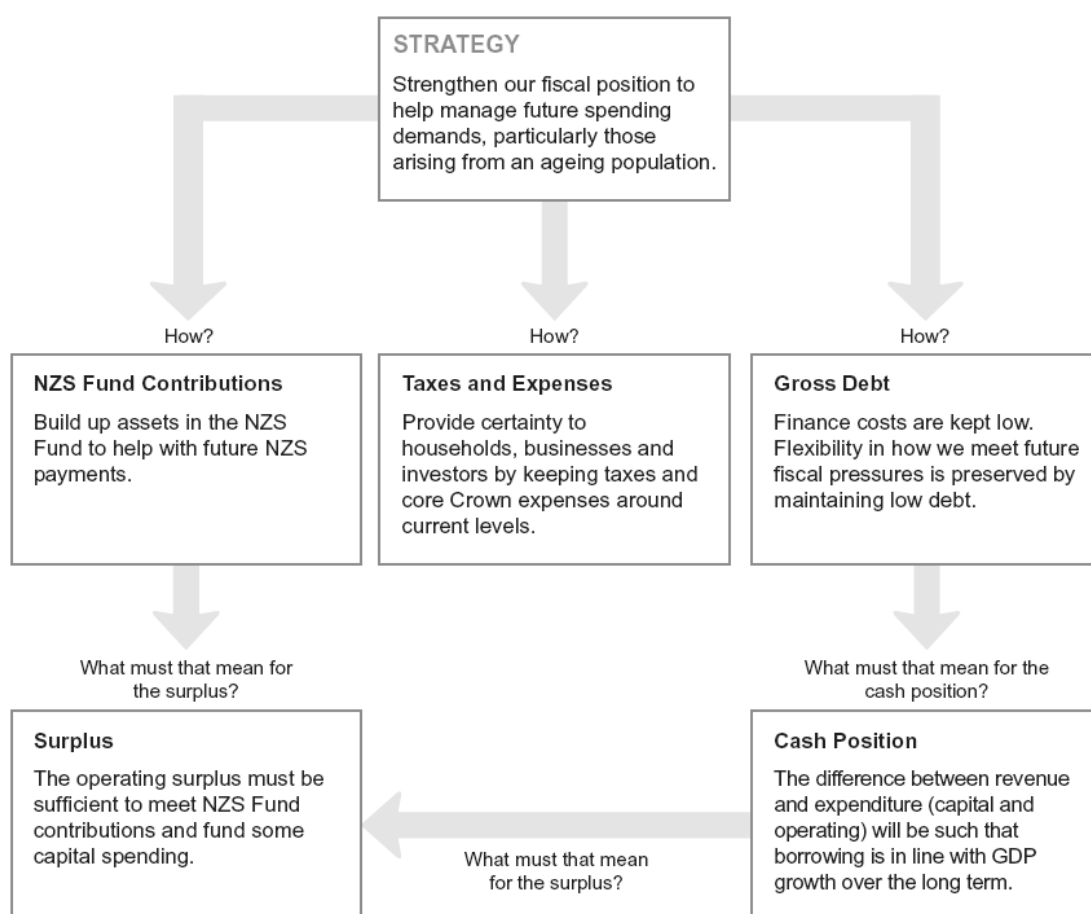 STRATEGY
Strengthen our fiscal position to
help manage future spending
demands, particularly those
arising from an ageing population.
How?
How?
How?
NZS Fund Contributions
Build up assets in the NZS
Fund to help with future NZS
payments.
Taxes and Expenses
Provide certainty to
households, businesses and
investors by keeping taxes and
core Crown expenses around
current levels.
Gross Debt
Finance costs are kept low.
Flexibility in how we meet future
fiscal pressures is preserved by
maintaining low debt.
What must that mean for
the surplus?
What must that mean for the
cash position?
Surplus
The operating surplus must be
sufficient to meet NZS Fund
contributions and fund some
capital spending.
What must that mean
for the surplus?
Cash Position
The difference between revenue
and expenditure (capital and
operating) will be such that
borrowing is in line with GDP
growth over the long term.